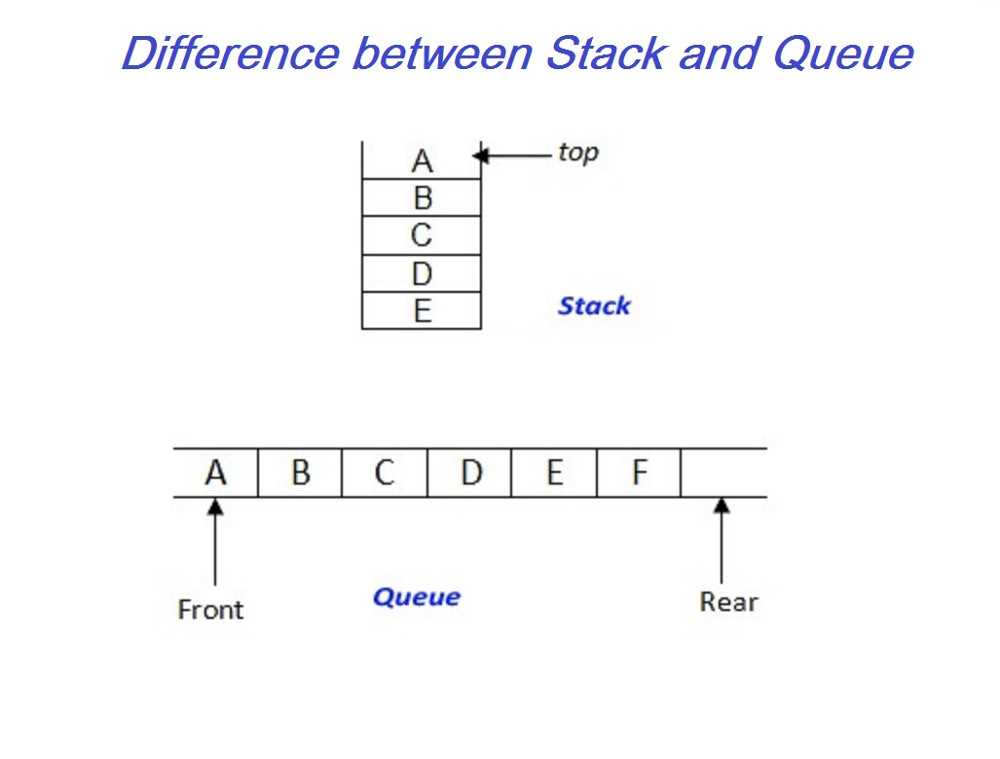 Difference between Stack and Queue
A
top
B
C
D
E
Stack
A B C D E F
Front
Queue
Rear